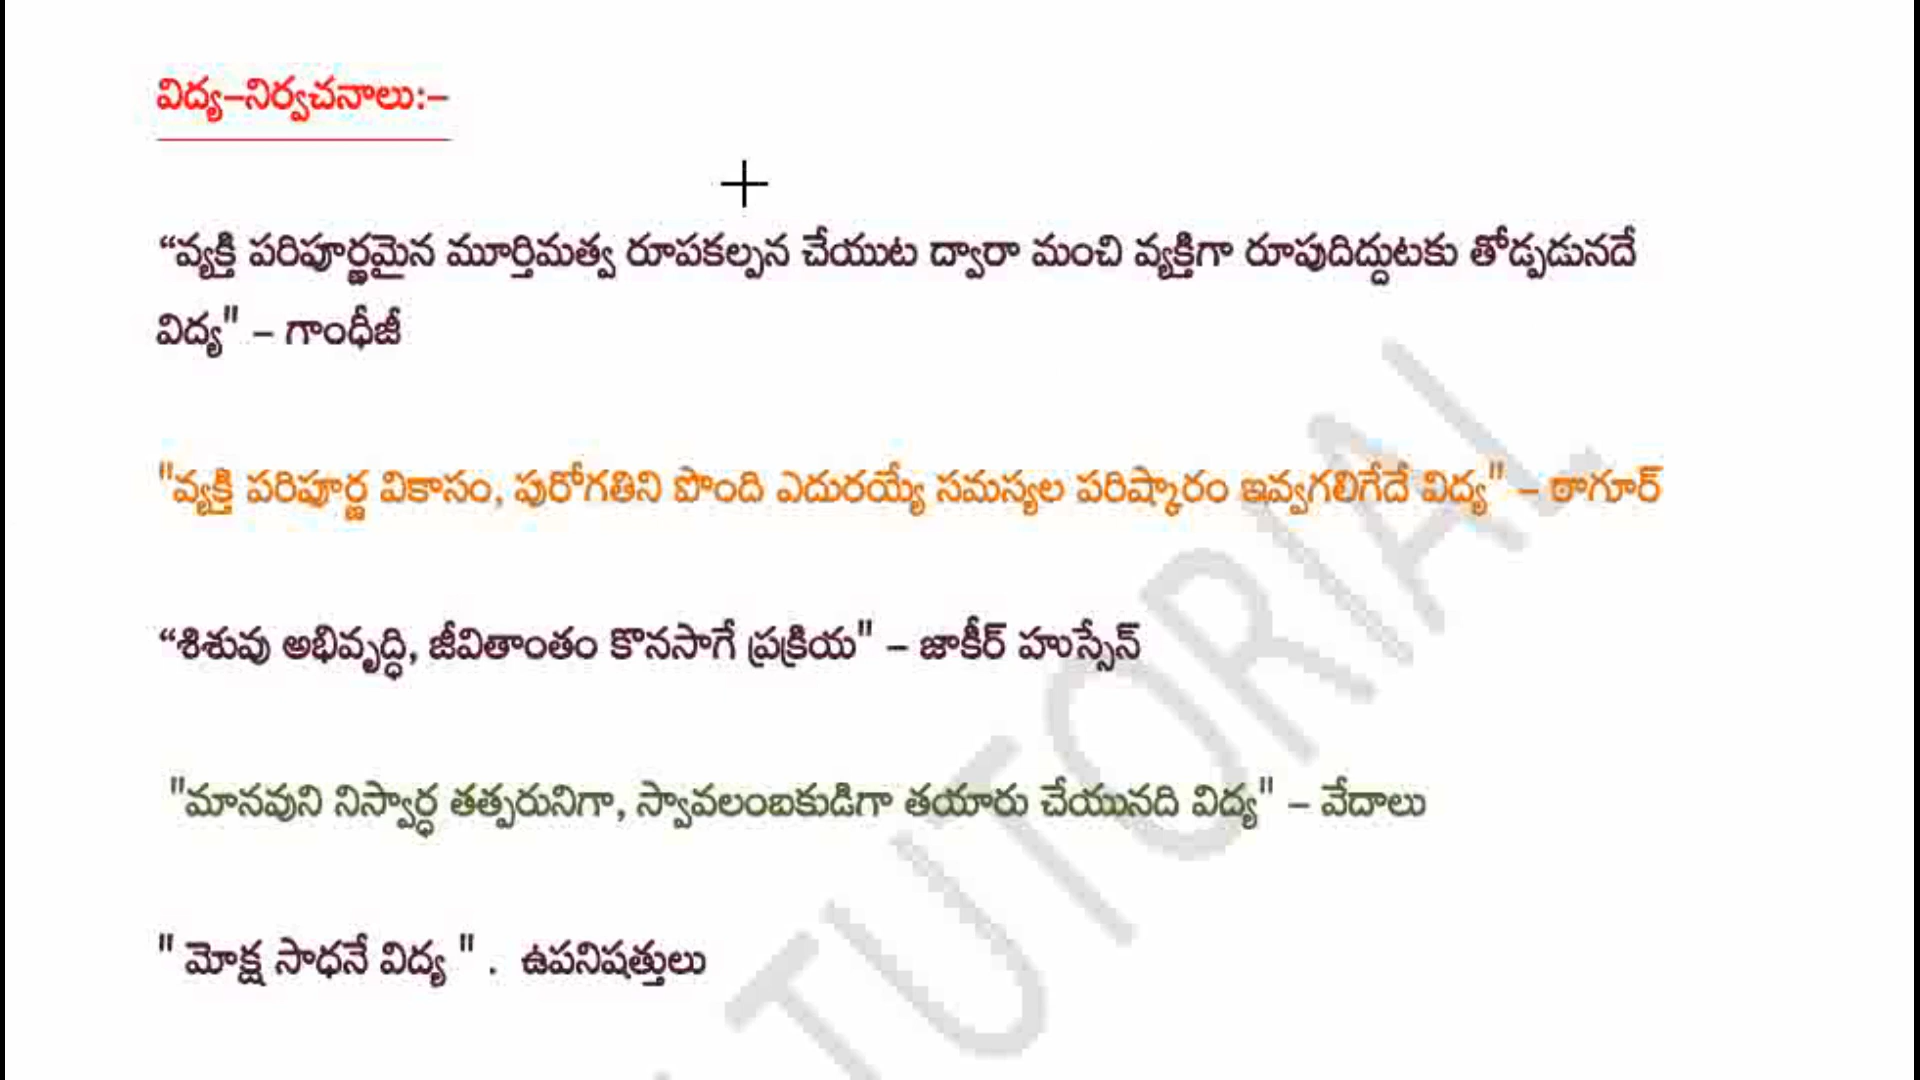 విద్య–నిర్వచనాలు:–
“వ్యక్తి పరిపూర్ణమైన మూర్తిమత్వ రూపకల్పన చేయుట ద్వారా మంచి వ్యక్తిగా రూపుదిద్దుటకు తోడ్పడునదే
విద్య" – గాంధీజీ
"వ్యక్తి పరిపూర్ణ వికాసం, పురోగతిని పొంది ఎదురయ్యే సమస్యల పరిష్కారం ఇవ్వగలిగేదే విద్య" – ఠాగూర్
“శిశువు అభివృద్ధి, జీవితాంతం కొనసాగే ప్రక్రియ" – జాకీర్ హుస్సేన్
"మానవుని నిస్వార్ధ తత్పరునిగా, స్వావలంబకుడిగా తయారు చేయునది విద్య" – వేదాలు
" మోక్ష సాధనే విద్య " . ఉపనిషత్తులు
TUTORIAL